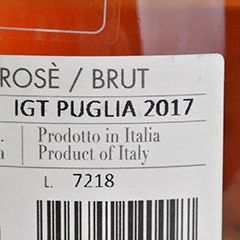 ROSÈ / BRUT
IGT PUGLIA 2017
Prodotto in Italia
Product of Italy
L. 7218